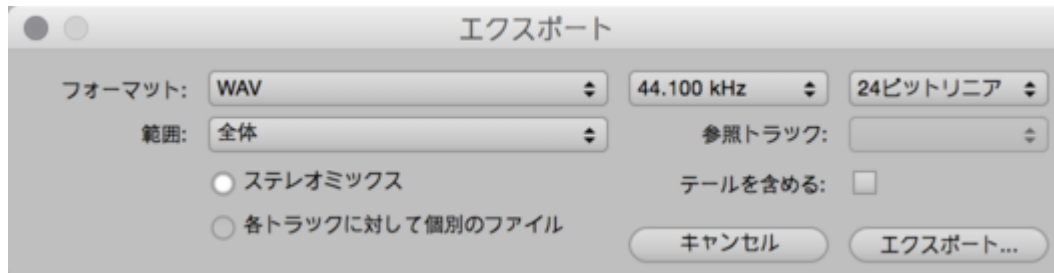 エクスポート
フォーマット: WAV 44.100 kHz 24ビットリニア
範囲: 全体 参照トラック:
ステレオミックス テールを含める:
各トラックに対して個別のファイル
キャンセル エクスポート...